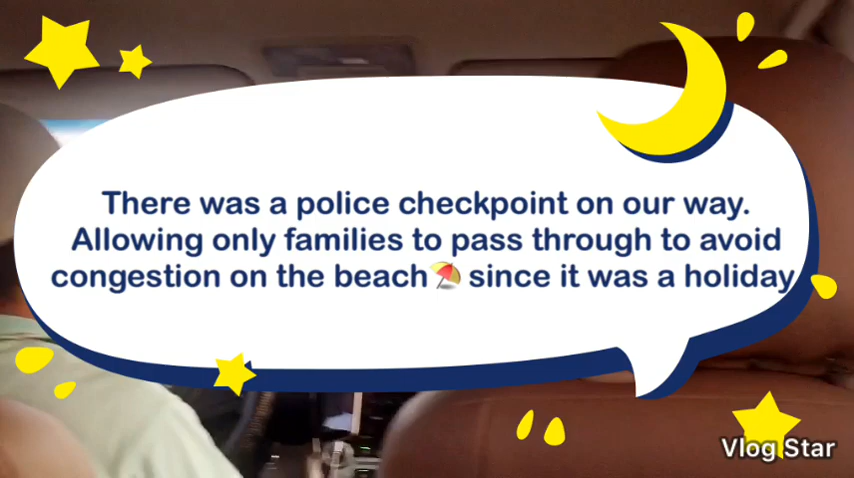 There was a police checkpoint on our way.
Allowing only families to pass through to avoid
congestion on the beach🏖 since it was a holiday
Vlog Star